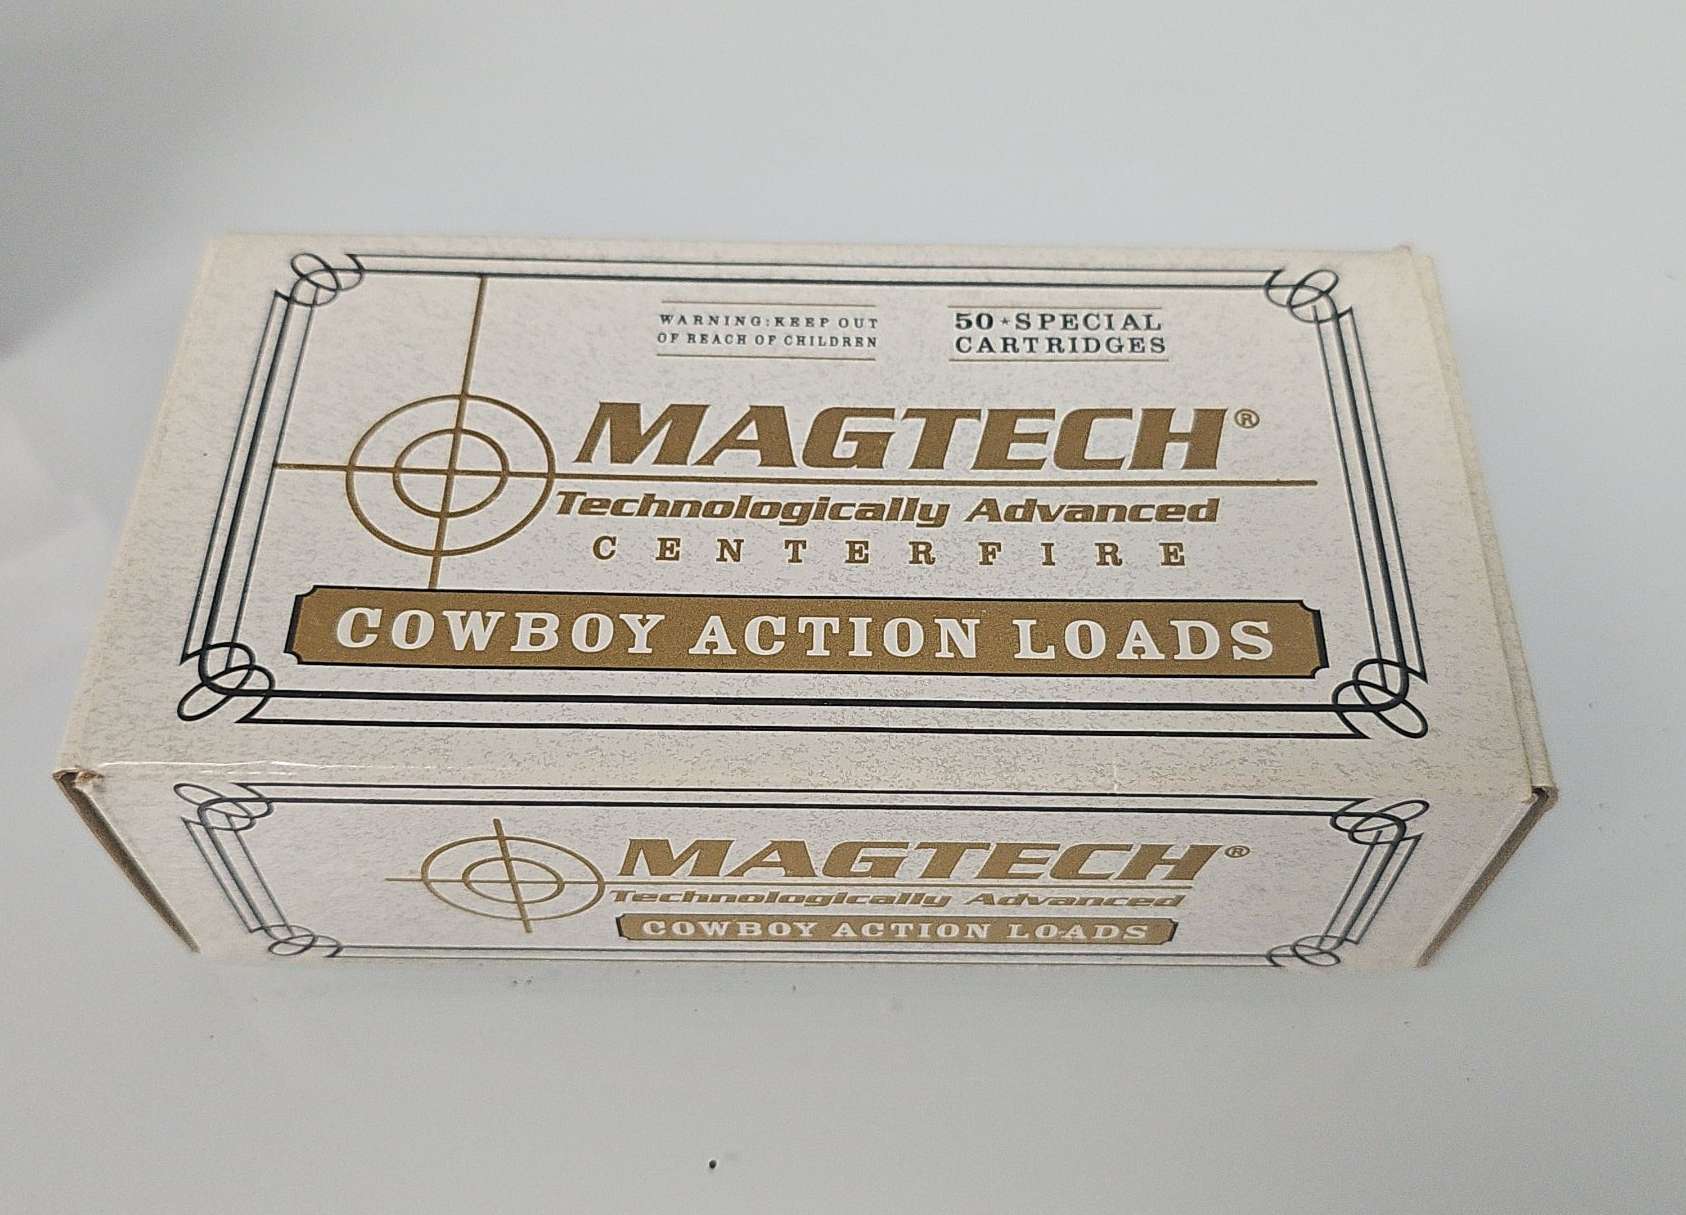 WARNING:KEEP OUT
OF REACH OF CHILDREN
50★SPECIAL
CARTRIDGES
MAGTECH®
Technologically Advanced
CENTERFIRE
COWBOY ACTION LOADS
MAGTECH®
Technologically Advanced
COWBOY ACTION LOADS